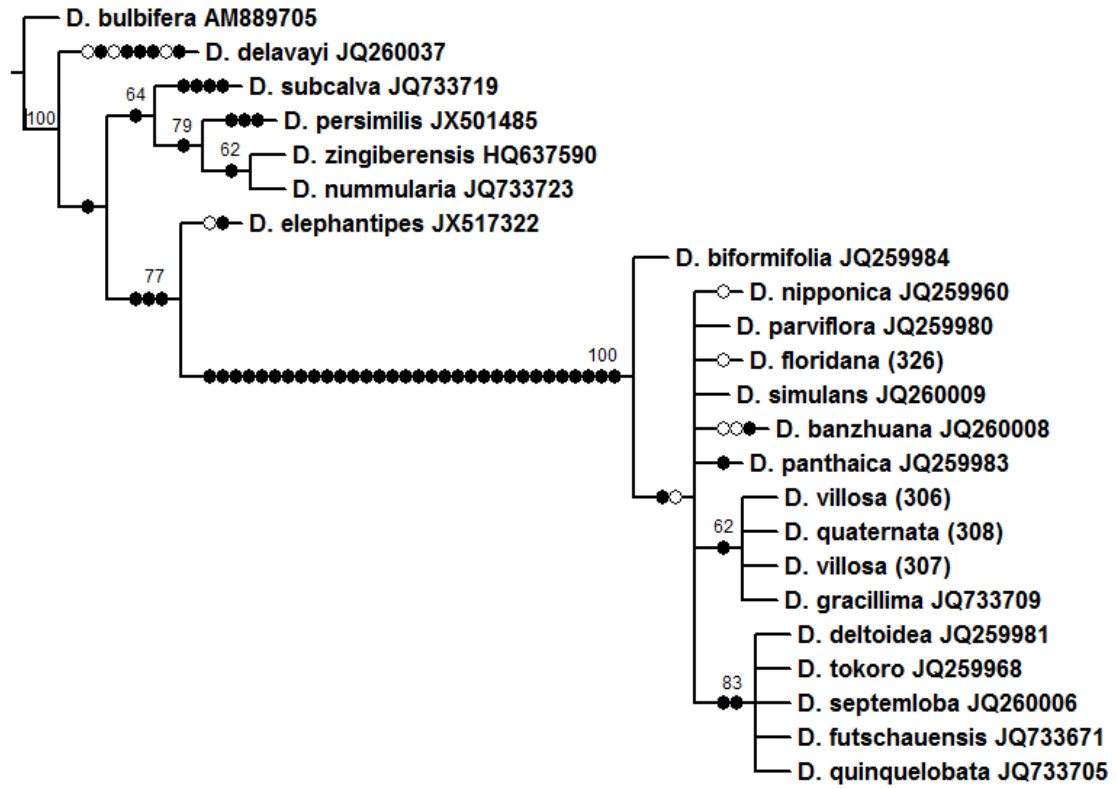 D. bulbifera AM889705
D. delavayi JQ260037
64
D. subcalva JQ733719
100
79
D. persimilis JX501485
62
D. zingiberensis HQ637590
D. nummularia JQ733723
D. elephantipes JX517322
77
D. biformifolia JQ259984
D. nipponica JQ259960
D. parviflora JQ259980
100
D. floridana (326)
D. simulans JQ260009
D. banzhuana JQ260008
D. panthaica JQ259983
D. villosa (306)
62
D. quaternata (308)
D. villosa (307)
D. gracillima JQ733709
D. deltoidea JQ259981
D. tokoro JQ259968
83
D. septemloba JQ260006
D. futschauensis JQ733671
D. quinquelobata JQ733705